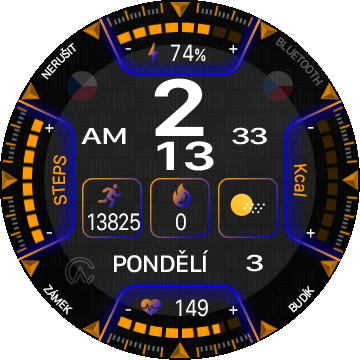 - 74% +
NERUŠIT
BLUETOOTH
2
AM 33
13
+ STEPS -
- Kcal +
13825 0
PONDĚLÍ 3
ZÁMEK
BUDÍK
- 149 +